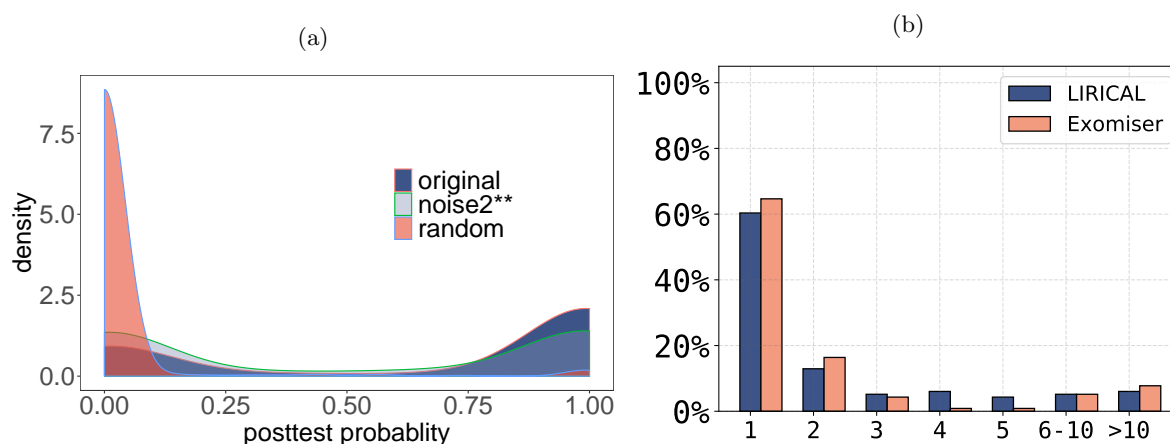 (a)
7.5
5.0
2.5
0.0
density
original
noise2**
random
0.00 0.25 0.50 0.75 1.00
posttest probablity
(b)
100%
80%
60%
40%
20%
0%
LIRICAL
Exomiser
1 2 3 4 5 6-10 >10